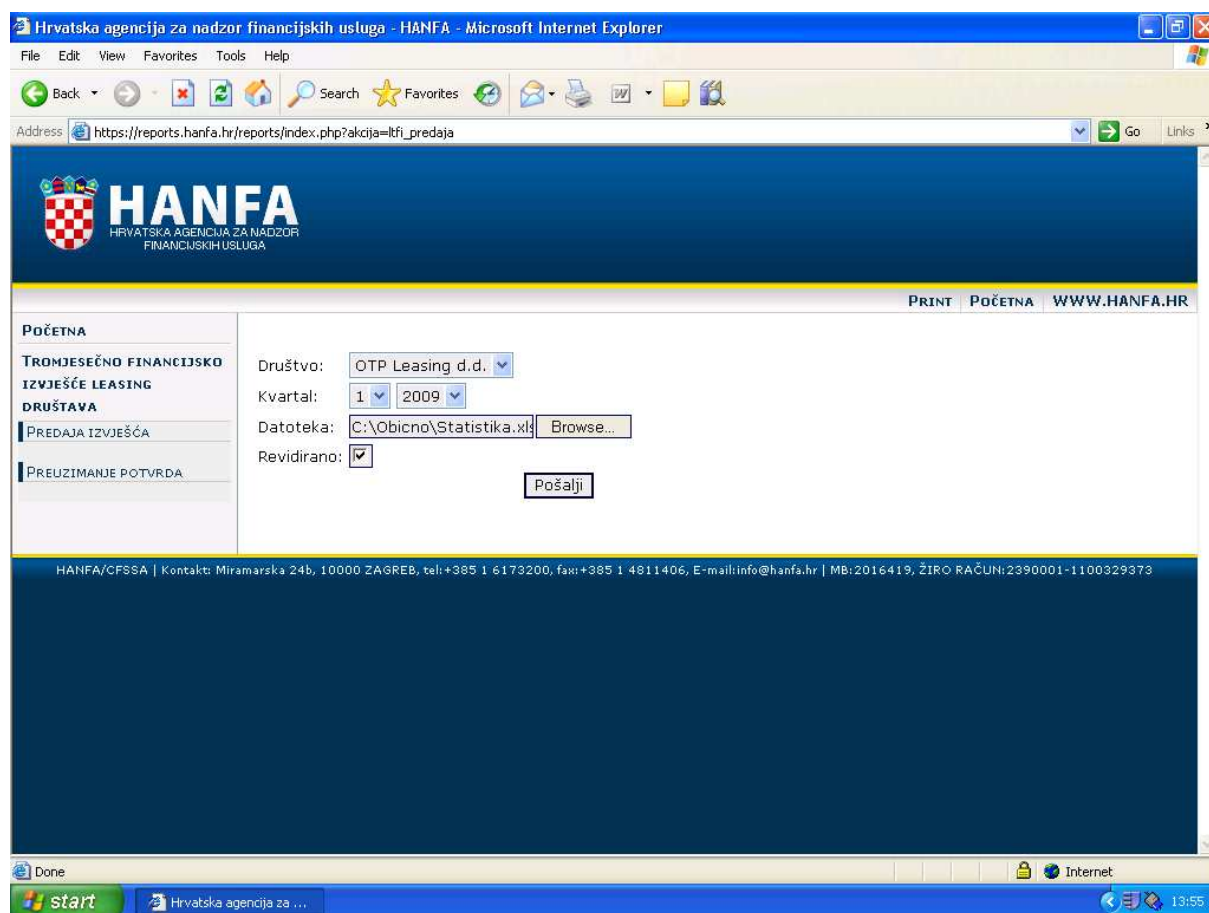 Hrvatska agencija za nadzor financijskih usluga - HANFA - Microsoft Internet Explorer
File Edit View Favorites Tools Help
Back Search Favorites
Address https://reports.hanfa.hr/reports/index.php?akcija=ltfi_predaja Go Links
HANFA
HRVATSKA AGENCIJA ZA NADZOR
FINANCIJSKIH USLUGA
PRINT POČETNA WWW.HANFA.HR
POČETNA
TROMJESEČNO FINANCIJSKO
IZVJEŠĆE LEASING
DRUŠTAVA
PREDAJA IZVJEŠĆA
PREUZIMANJE POTVRDA
Društvo: OTP Leasing d.d.
Kvartal: 1 2009
Datoteka: C:\Obicno\Statistika.xls Browse...
Revidirano:
Pošalji
HANFA/CFSSA | Kontakt: Miramarska 24b, 10000 ZAGREB, tel:+385 1 6173200, fax:+385 1 4811406, E-mail:info@hanfa.hr | MB:2016419, ŽIRO RAČUN:2390001-1100329373
Done Internet
start Hrvatska agencija za ... 13:55